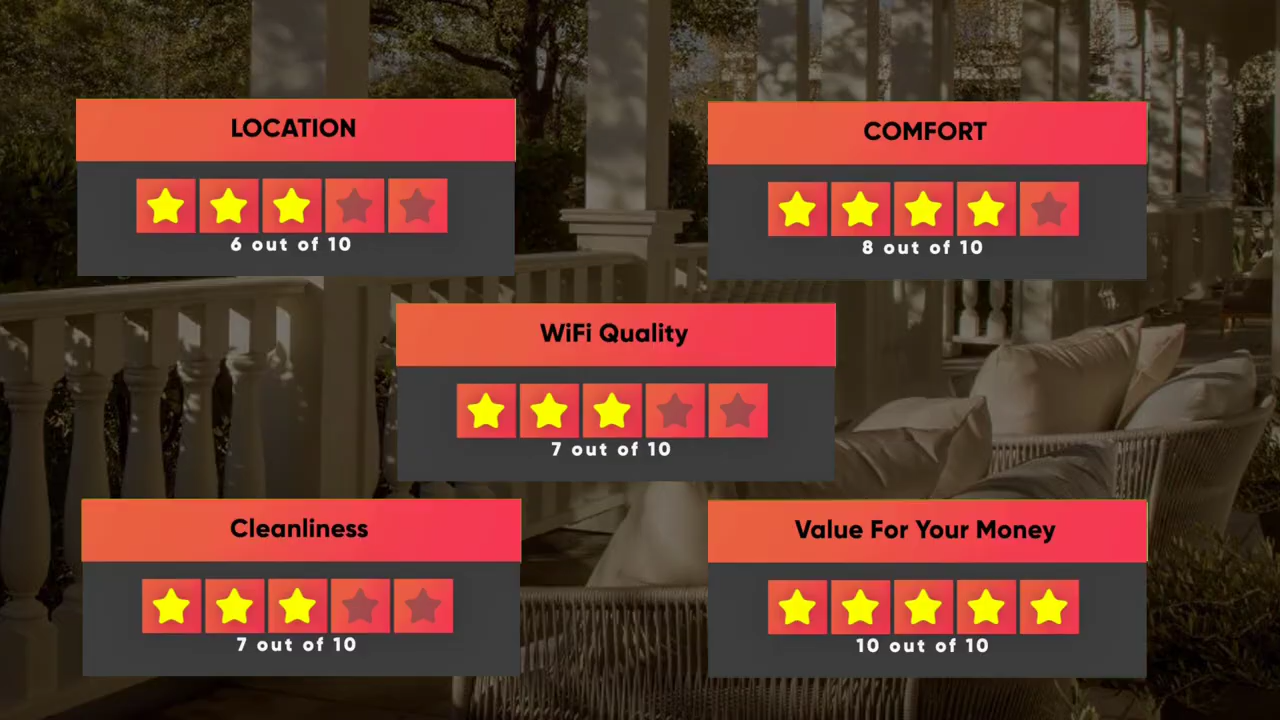 LOCATION
6 out of 10
COMFORT
8 out of 10
WiFi Quality
7 out of 10
Cleanliness
7 out of 10
Value For Your Money
10 out of 10